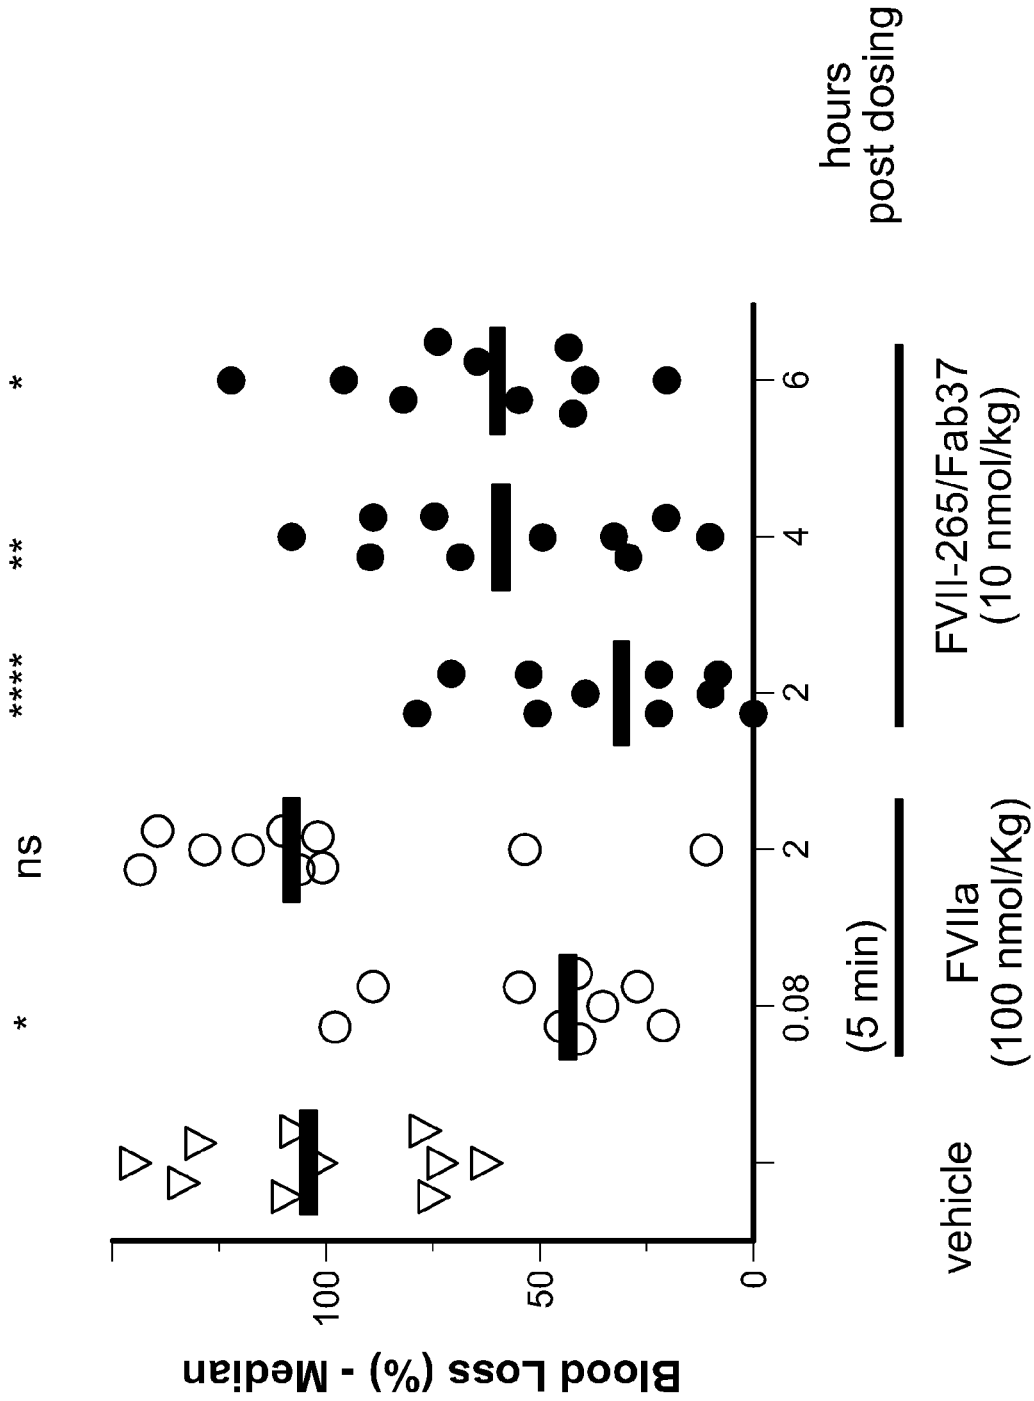 * ns **** ** *
Blood Loss (%) - Median
100
50
0
0.08 2 2 4 6
hours
post dosing
(5 min)
vehicle
FVIIa
(100 nmol/Kg)
FVII-265/Fab37
(10 nmol/kg)